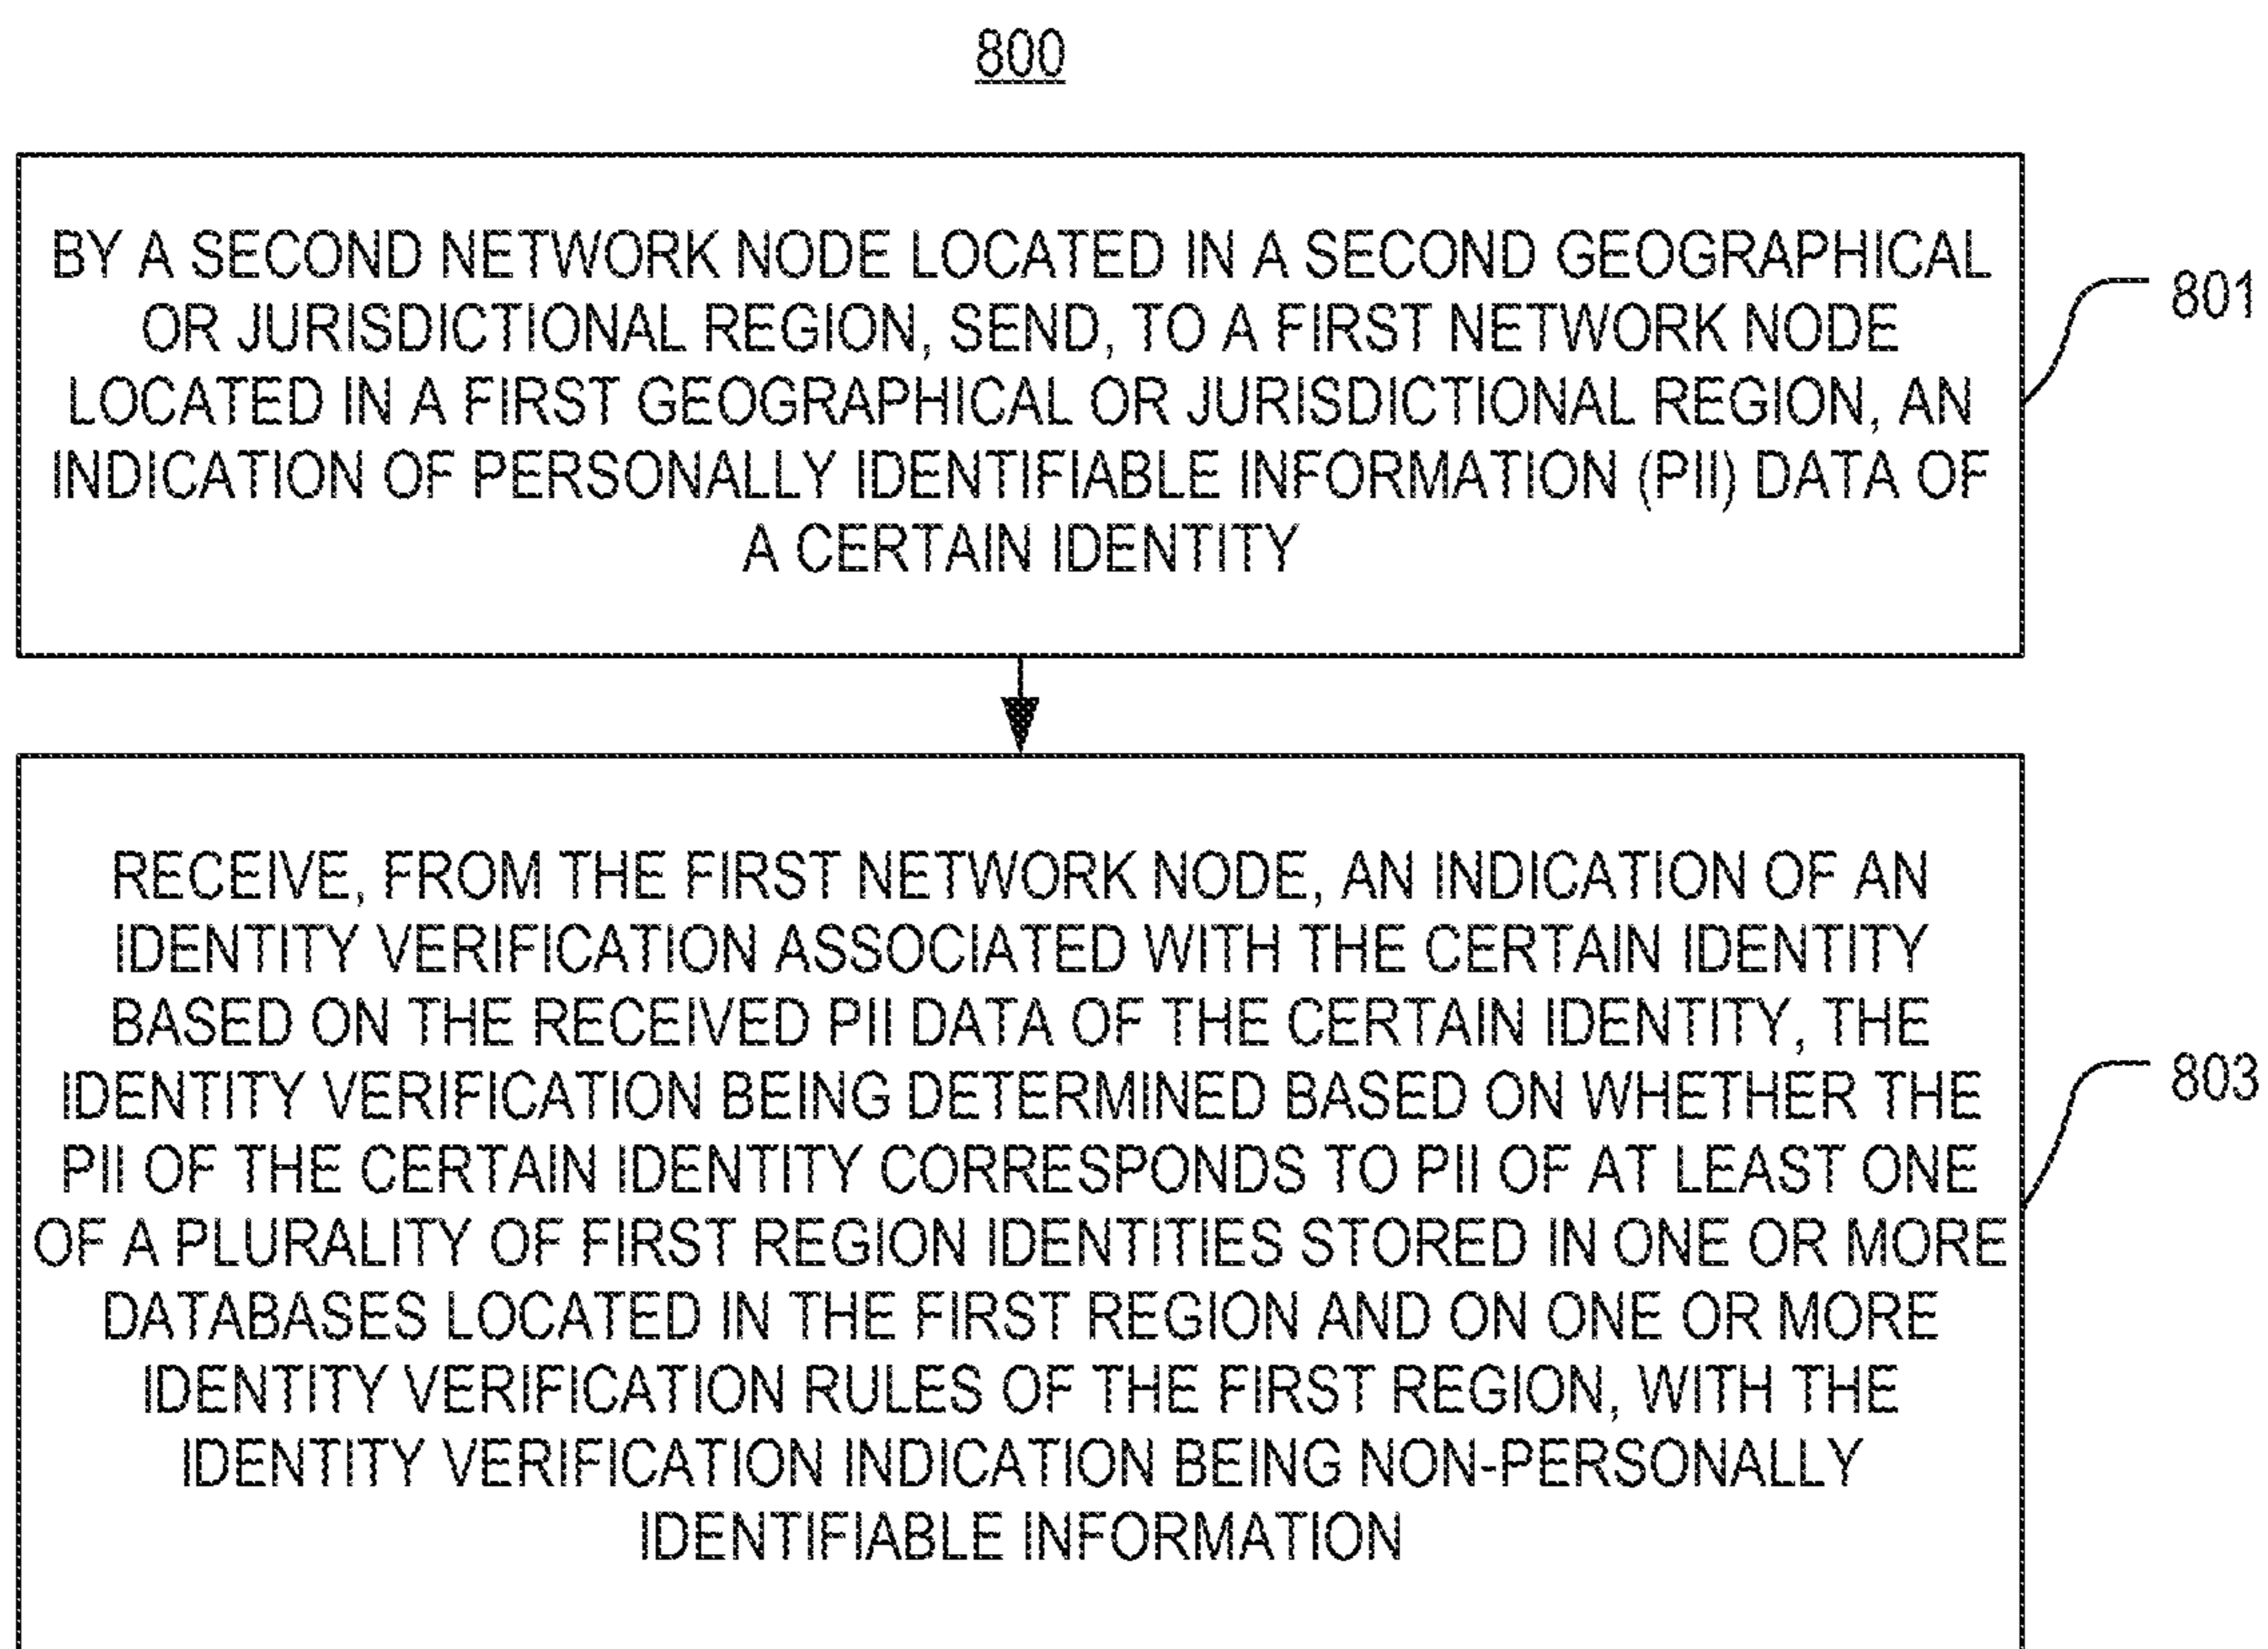 800
BY A SECOND NETWORK NODE LOCATED IN A SECOND GEOGRAPHICAL
OR JURISDICTIONAL REGION, SEND, TO A FIRST NETWORK NODE
LOCATED IN A FIRST GEOGRAPHICAL OR JURISDICTIONAL REGION, AN
INDICATION OF PERSONALLY IDENTIFIABLE INFORMATION (PII) DATA OF
A CERTAIN IDENTITY
801
RECEIVE, FROM THE FIRST NETWORK NODE, AN INDICATION OF AN
IDENTITY VERIFICATION ASSOCIATED WITH THE CERTAIN IDENTITY
BASED ON THE RECEIVED PII DATA OF THE CERTAIN IDENTITY, THE
IDENTITY VERIFICATION BEING DETERMINED BASED ON WHETHER THE
PII OF THE CERTAIN IDENTITY CORRESPONDS TO PII OF AT LEAST ONE
OF A PLURALITY OF FIRST REGION IDENTITIES STORED IN ONE OR MORE
DATABASES LOCATED IN THE FIRST REGION AND ON ONE OR MORE
IDENTITY VERIFICATION RULES OF THE FIRST REGION, WITH THE
IDENTITY VERIFICATION INDICATION BEING NON-PERSONALLY
IDENTIFIABLE INFORMATION
803